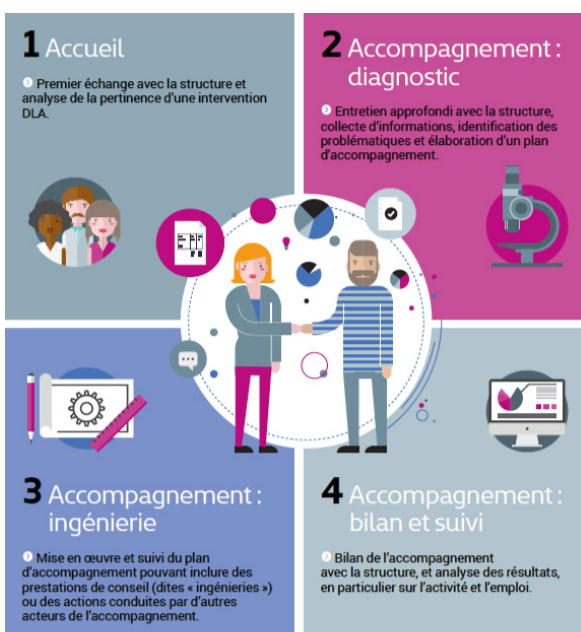 1 Accueil
Premier échange avec la structure et
analyse de la pertinence d'une intervention
DLA.
2 Accompagnement :
diagnostic
Entretien approfondi avec la structure,
collecte d'informations, identification des
problématiques et élaboration d'un plan
d'accompagnement.
3 Accompagnement :
ingénierie
Mise en œuvre et suivi du plan
d'accompagnement pouvant inclure des
prestations de conseil (dites « ingénieries »)
ou des actions conduites par d'autres
acteurs de l'accompagnement.
4 Accompagnement :
bilan et suivi
Bilan de l'accompagnement
avec la structure, et analyse des résultats,
en particulier sur l'activité et l'emploi.